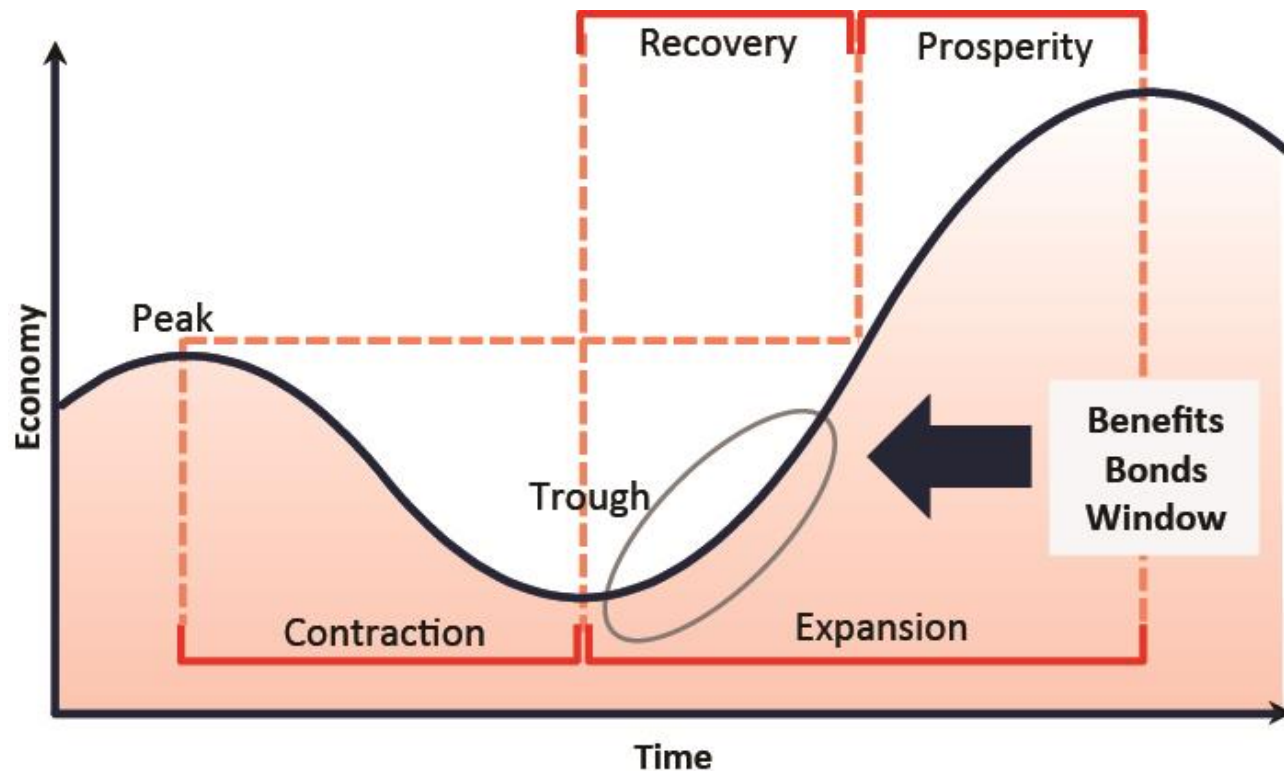 Recovery
Prosperity
Peak
Economy
Trough
Benefits
Bonds
Window
Contraction
Expansion
Time